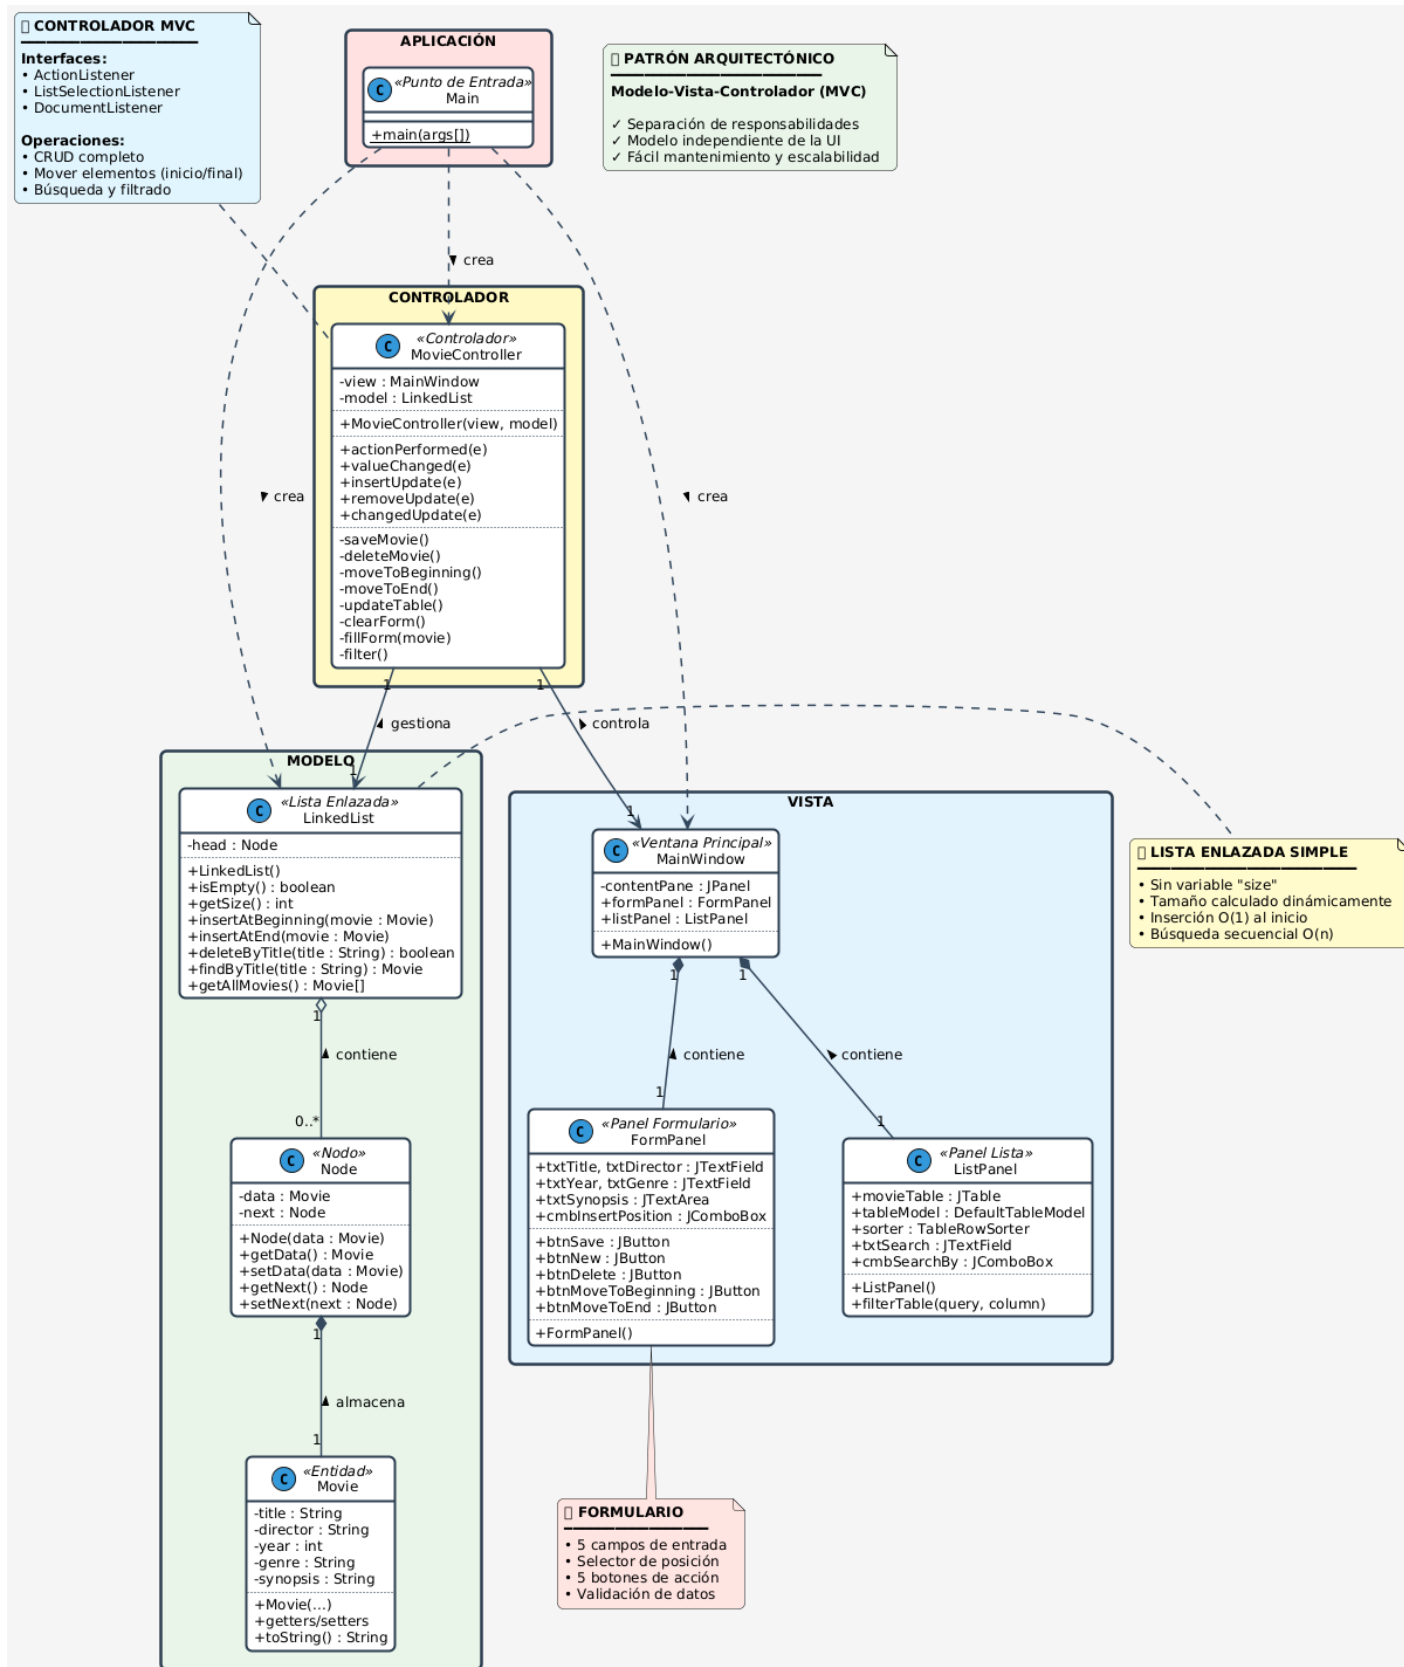 CONTROLADOR MVC
Interfaces:
• ActionListener
• ListSelectionListener
• DocumentListener
Operaciones:
• CRUD completo
• Mover elementos (inicio/final)
• Búsqueda y filtrado
APLICACIÓN
C
«Punto de Entrada»
Main
+main(args[])
PATRÓN ARQUITECTÓNICO
Modelo-Vista-Controlador (MVC)
✓ Separación de responsabilidades
✓ Modelo independiente de la UI
✓ Fácil mantenimiento y escalabilidad
crea
CONTROLADOR
C
«Controlador»
MovieController
-view : MainWindow
-model : LinkedList
+MovieController(view, model)
+actionPerformed(e)
+valueChanged(e)
+insertUpdate(e)
+removeUpdate(e)
+changedUpdate(e)
-saveMovie()
-deleteMovie()
-moveToBeginning()
-moveToEnd()
-updateTable()
-clearForm()
-fillForm(movie)
-filter()
crea
crea
1
1
gestiona
controla
1
1
MODELO
C
«Lista Enlazada»
LinkedList
-head : Node
+LinkedList()
+isEmpty() : boolean
+getSize() : int
+insertAtBeginning(movie : Movie)
+insertAtEnd(movie : Movie)
+deleteByTitle(title : String) : boolean
+findByTitle(title : String) : Movie
+getAllMovies() : Movie[]
1
contiene
0..*
C
«Nodo»
Node
-data : Movie
-next : Node
+Node(data : Movie)
+getData() : Movie
+setData(data : Movie)
+getNext() : Node
+setNext(next : Node)
1
almacena
1
C
«Entidad»
Movie
-title : String
-director : String
-year : int
-genre : String
-synopsis : String
+Movie(...)
+getters/setters
+toString() : String
VISTA
C
«Ventana Principal»
MainWindow
-contentPane : JPanel
+formPanel : FormPanel
+listPanel : ListPanel
+MainWindow()
1
1
contiene
contiene
1
1
C
«Panel Formulario»
FormPanel
+txtTitle, txtDirector : JTextField
+txtYear, txtGenre : JTextField
+txtSynopsis : JTextArea
+cmbInsertPosition : JComboBox
+btnSave : JButton
+btnNew : JButton
+btnDelete : JButton
+btnMoveToBeginning : JButton
+btnMoveToEnd : JButton
+FormPanel()
C
«Panel Lista»
ListPanel
+movieTable : JTable
+tableModel : DefaultTableModel
+sorter : TableRowSorter
+txtSearch : JTextField
+cmbSearchBy : JComboBox
+ListPanel()
+filterTable(query, column)
LISTA ENLAZADA SIMPLE
• Sin variable "size"
• Tamaño calculado dinámicamente
• Inserción O(1) al inicio
• Búsqueda secuencial O(n)
FORMULARIO
• 5 campos de entrada
• Selector de posición
• 5 botones de acción
• Validación de datos